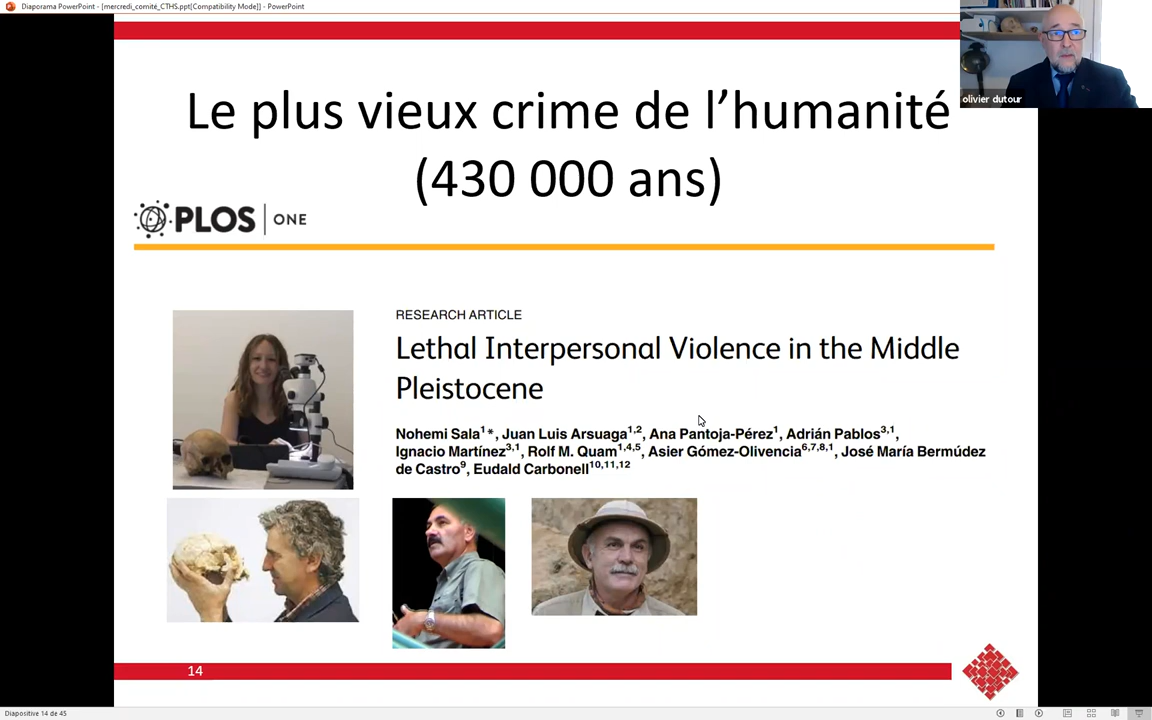 Diaporama PowerPoint - [mercredi_comité_CTHS.ppt[Compatibility Mode]] - PowerPoint
olivier dutour
Le plus vieux crime de l’humanité
(430 000 ans)
PLOS ONE
RESEARCH ARTICLE
Lethal Interpersonal Violence in the Middle
Pleistocene
Nohemi Sala1*, Juan Luis Arsuaga1,2, Ana Pantoja-Pérez1, Adrián Pablos3,1,
Ignacio Martínez3,1, Rolf M. Quam1,4,5, Asier Gómez-Olivencia6,7,8,1, José María Bermúdez
de Castro9, Eudald Carbonell10,11,12
14
Diapositive 14 de 45